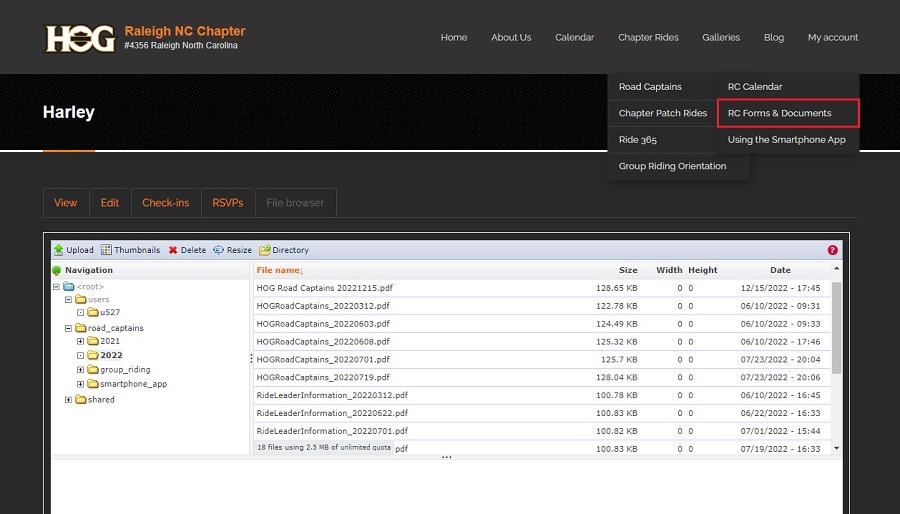 HOG
Raleigh NC Chapter
#4356 Raleigh North Carolina
Home About Us Calendar Chapter Rides Galleries Blog My account
Road Captains RC Calendar
Chapter Patch Rides RC Forms & Documents
Ride 365 Using the Smartphone App
Group Riding Orientation
Harley
View Edit Check-ins RSVPs File browser
Upload Thumbnails Delete Resize Directory
Navigation
<root>
users
u527
road_captains
2021
2022
group_riding
smartphone_app
shared
File name↓ Size Width Height Date
HOG Road Captains 20221215.pdf 128.65 KB 0 0 12/15/2022 - 17:45
HOGRoadCaptains_20220312.pdf 122.78 KB 0 0 06/10/2022 - 09:31
HOGRoadCaptains_20220603.pdf 124.49 KB 0 0 06/10/2022 - 09:33
HOGRoadCaptains_20220608.pdf 125.32 KB 0 0 06/10/2022 - 17:46
HOGRoadCaptains_20220701.pdf 125.7 KB 0 0 07/23/2022 - 20:04
HOGRoadCaptains_20220719.pdf 128.04 KB 0 0 07/23/2022 - 20:06
RideLeaderInformation_20220312.pdf 100.78 KB 0 0 06/10/2022 - 16:45
RideLeaderInformation_20220622.pdf 100.83 KB 0 0 06/22/2022 - 16:33
RideLeaderInformation_20220701.pdf 100.82 KB 0 0 07/01/2022 - 15:44
.pdf 100.83 KB 0 0 07/19/2022 - 16:33
18 files using 2.5 MB of unlimited quota